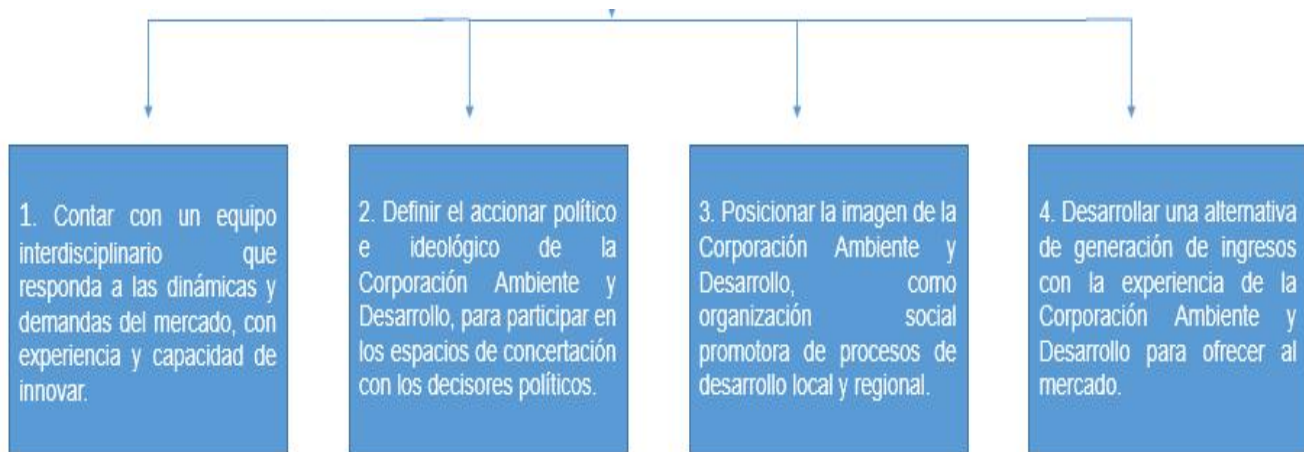 1. Contar con un equipo
interdisciplinario que
responda a las dinámicas y
demandas del mercado, con
experiencia y capacidad de
innovar.
2. Definir el accionar político
e ideológico de la
Corporación Ambiente y
Desarrollo, para participar en
los espacios de concertación
con los decisores políticos.
3. Posicionar la imagen de la
Corporación Ambiente y
Desarrollo, como
organización social
promotora de procesos de
desarrollo local y regional.
4. Desarrollar una alternativa
de generación de ingresos
con la experiencia de la
Corporación Ambiente y
Desarrollo para ofrecer al
mercado.